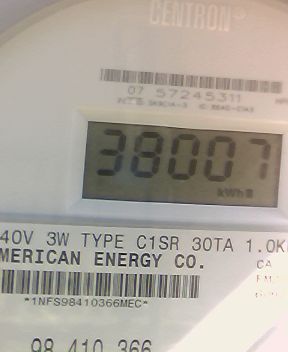 CENTRON®
07 57245311
38007
kWh
40V 3W TYPE C1SR 30TA 1.0K
MERICAN ENERGY CO.
CA
*1NFS98410366MEC*
98 410 366